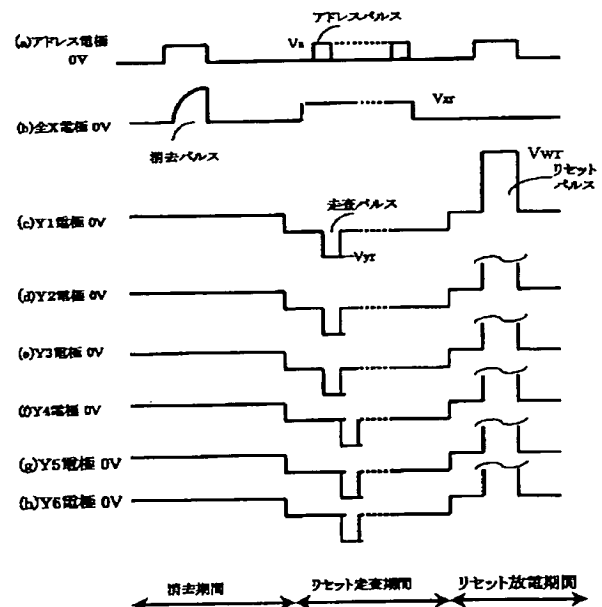 アドレスパルス
(a)アドレス電極
0V
Va
(b)全X電極 0V
Vxr
消去パルス
Vwr
リセット
パルス
走査パルス
(c)Y1電極 0V
-Vyr
(d)Y2電極 0V
(e)Y3電極 0V
(f)Y4電極 0V
(g)Y5電極 0V
(h)Y6電極 0V
消去期間
リセット走査期間
リセット放電期間